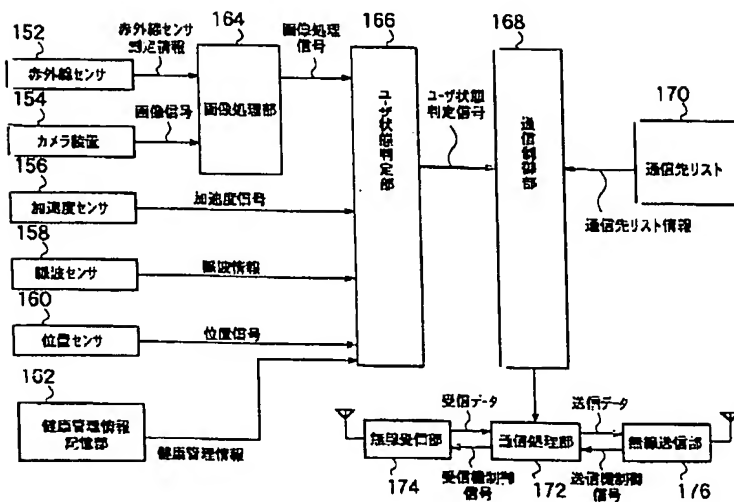 152
赤外線センサ
赤外線センサ
判定情報
164
画像処理部
画像処理
信号
154
カメラ装置
画像信号
156
加速度センサ
加速度信号
158
脈波センサ
脈波情報
160
位置センサ
位置信号
162
健康管理情報
記憶部
健康管理情報
166
ユーザ状態判定部
ユーザ状態
判定信号
168
通信制御部
170
通信先リスト
通信先リスト情報
無線受信部
174
受信データ
受信機制御
信号
通信処理部
172
送信データ
送信機制御
信号
無線送信部
176